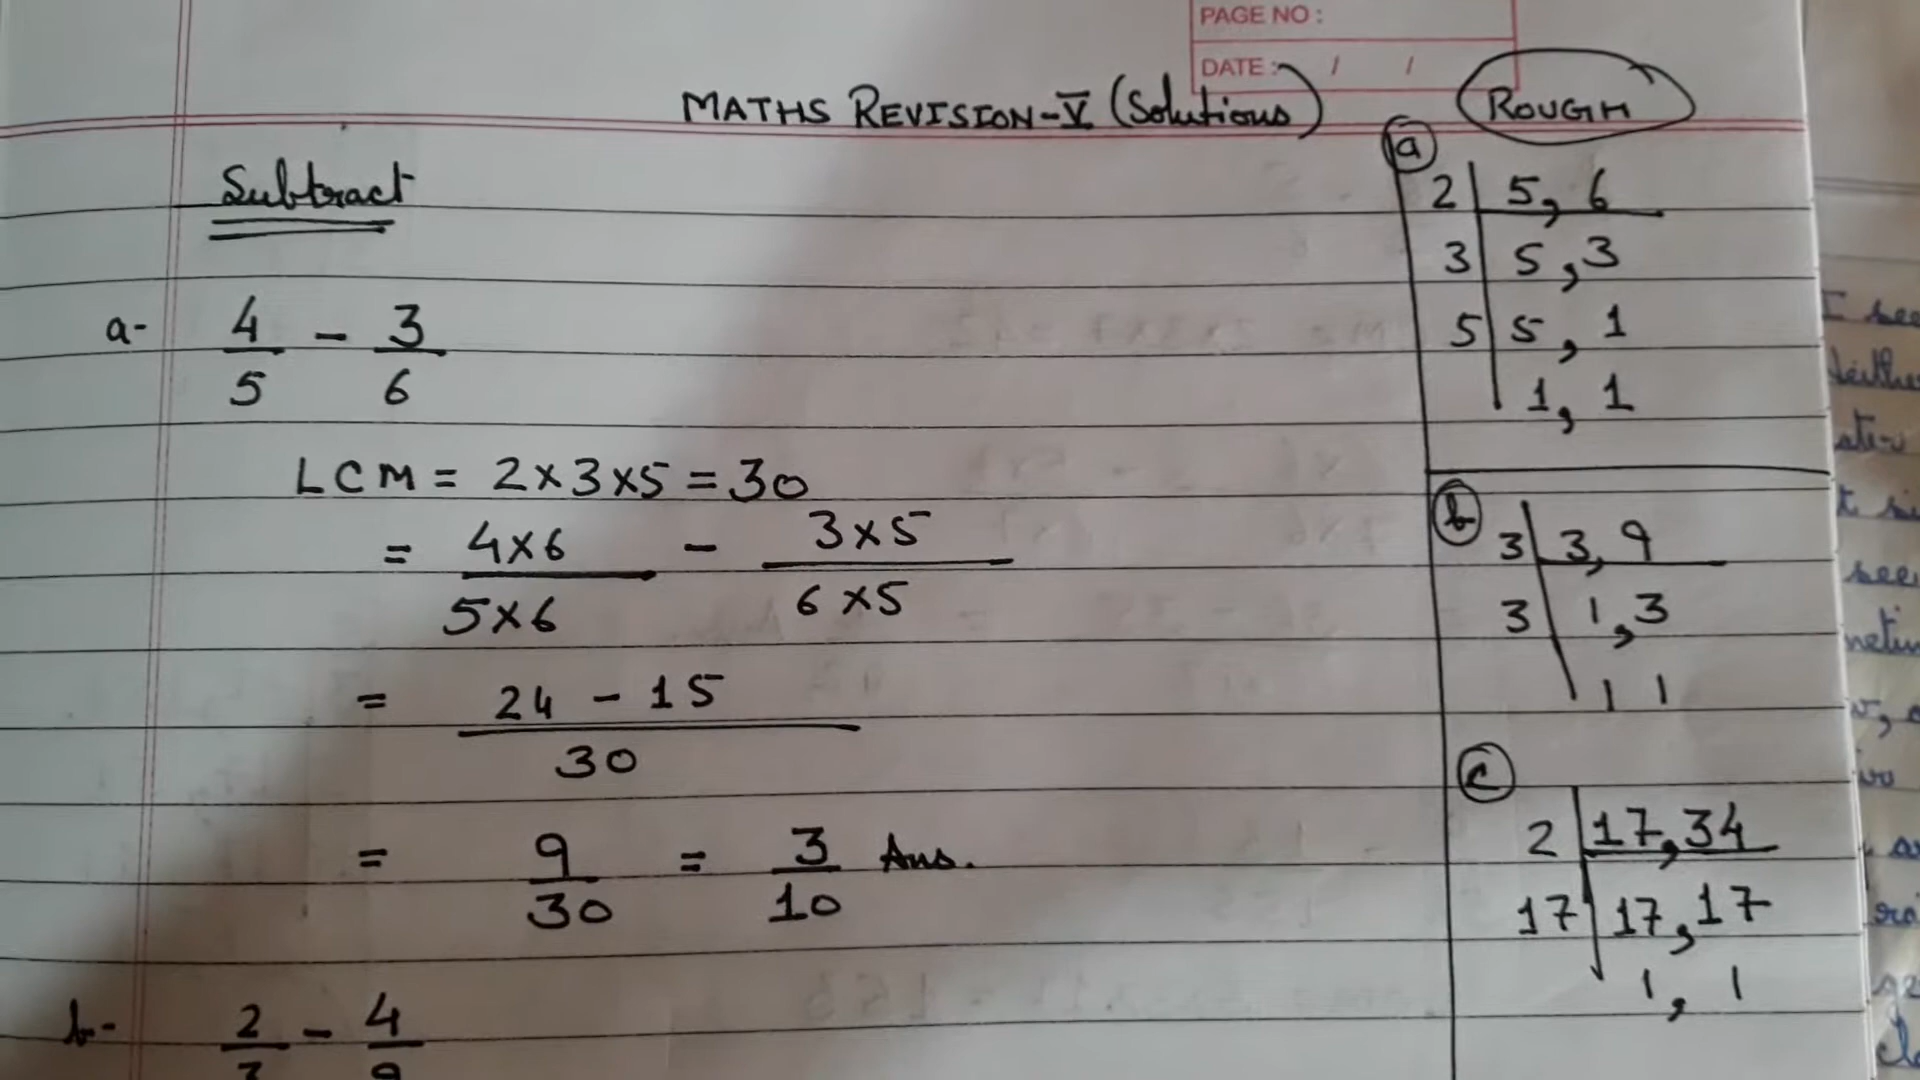 PAGE NO :
DATE : / /
MATHS REVISION-V (Solutions)
ROUGH
Subtract
a- 4/5 - 3/6
LCM = 2×3×5 = 30
= 4×6/5×6 - 3×5/6×5
= 24 - 15/30
= 9/30 = 3/10 Ans.
b- 2/3 - 4/9
a
2 | 5, 6
3 | 5, 3
5 | 5, 1
1, 1
b
3 | 3, 9
3 | 1, 3
1 1
c
2 | 17, 34
17 | 17, 17
1, 1
I see